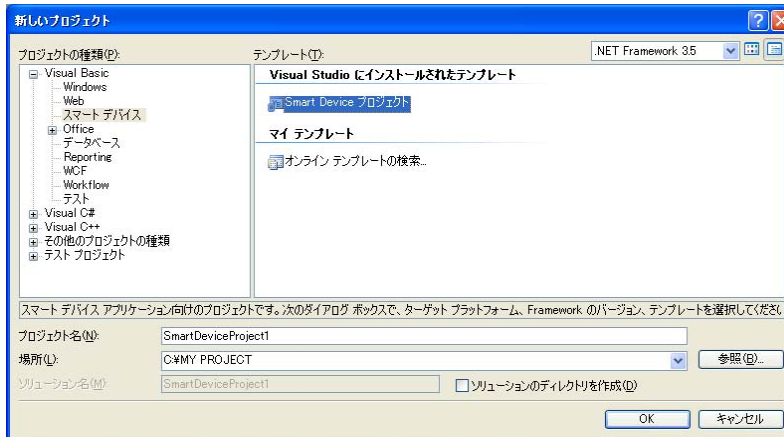 新しいプロジェクト
プロジェクトの種類(P):
テンプレート(T):
.NET Framework 3.5
Visual Basic
Windows
Web
スマート デバイス
Office
データベース
Reporting
WCF
Workflow
テスト
Visual C#
Visual C++
その他のプロジェクトの種類
テスト プロジェクト
Visual Studio にインストールされたテンプレート
Smart Device プロジェクト
マイ テンプレート
オンライン テンプレートの検索...
スマート デバイス アプリケーション向けのプロジェクトです。次のダイアログ ボックスで、ターゲット プラットフォーム、Framework のバージョン、テンプレートを選択してくださ
プロジェクト名(N):
SmartDeviceProject1
場所(L):
C:¥MY PROJECT
参照(B)...
ソリューション名(M):
SmartDeviceProject1
ソリューションのディレクトリを作成(D)
OK
キャンセル